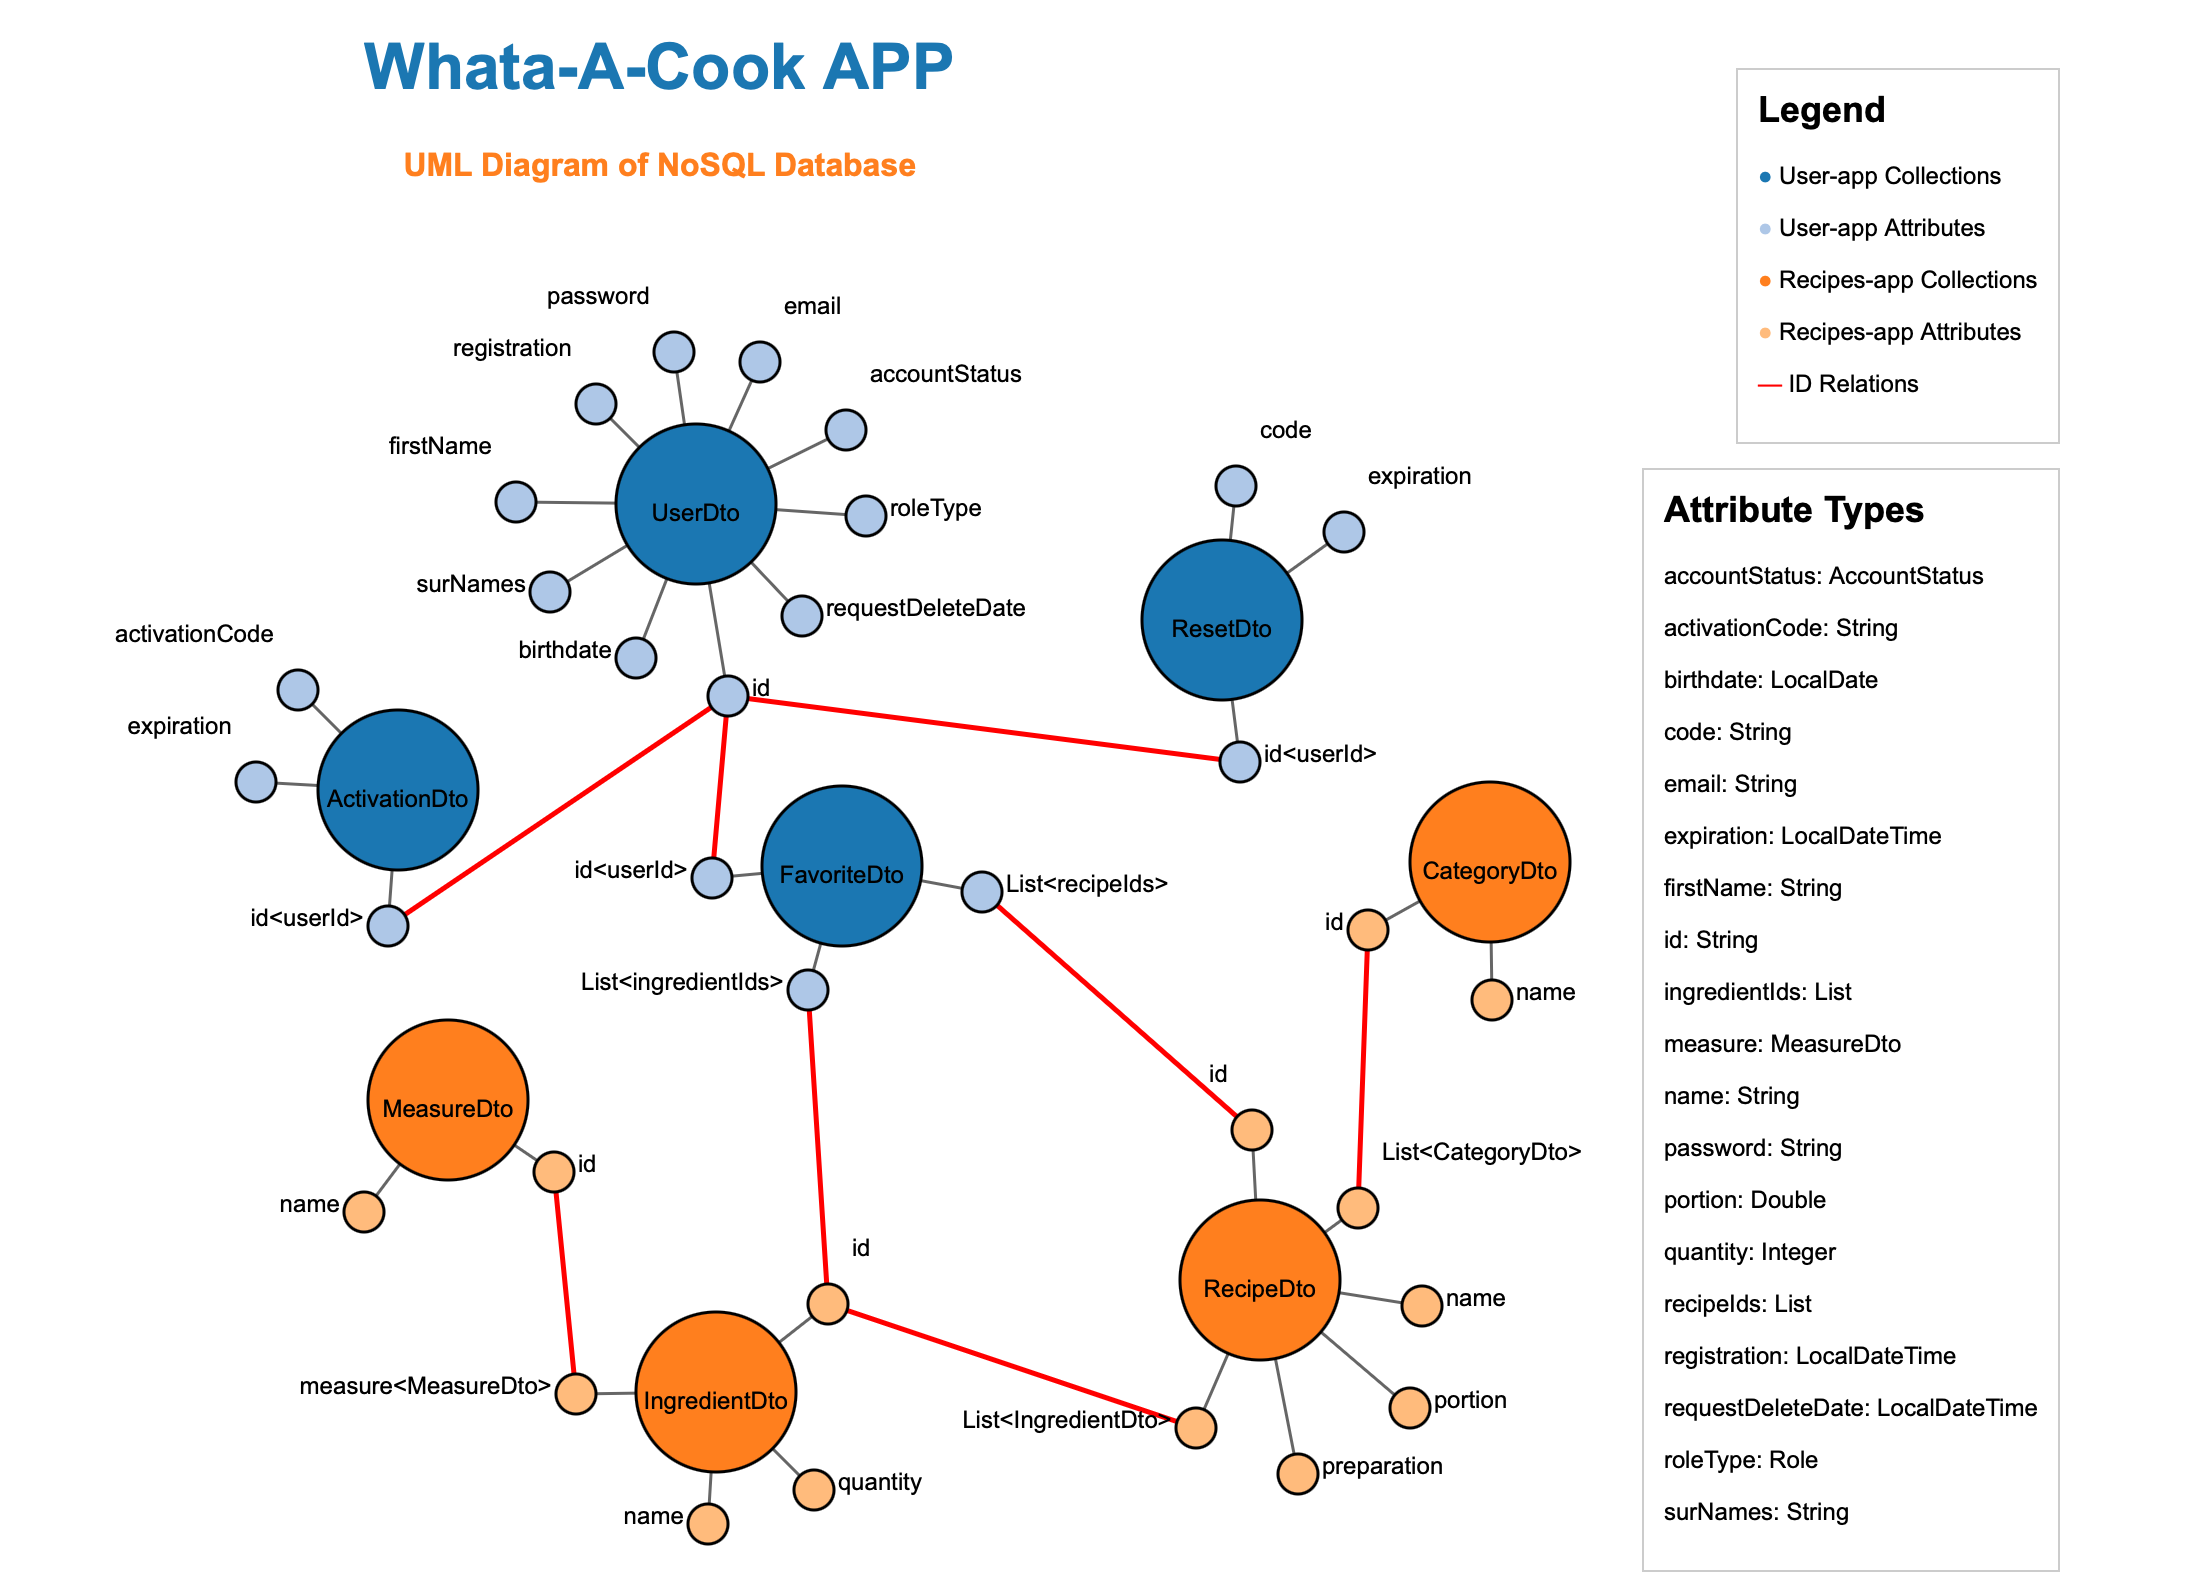 Whata-A-Cook APP
UML Diagram of NoSQL Database
Legend
User-app Collections
User-app Attributes
Recipes-app Collections
Recipes-app Attributes
ID Relations
password
email
registration
accountStatus
firstName
UserDto
roleType
surNames
requestDeleteDate
birthdate
id
code
expiration
ResetDto
id<userId>
activationCode
expiration
ActivationDto
id<userId>
id<userId>
FavoriteDto
List<recipeIds>
List<ingredientIds>
CategoryDto
id
name
MeasureDto
id
name
id
List<CategoryDto>
RecipeDto
name
portion
preparation
List<IngredientDto>
id
measure<MeasureDto>
IngredientDto
quantity
name
Attribute Types
accountStatus: AccountStatus
activationCode: String
birthdate: LocalDate
code: String
email: String
expiration: LocalDateTime
firstName: String
id: String
ingredientIds: List
measure: MeasureDto
name: String
password: String
portion: Double
quantity: Integer
recipeIds: List
registration: LocalDateTime
requestDeleteDate: LocalDateTime
roleType: Role
surNames: String